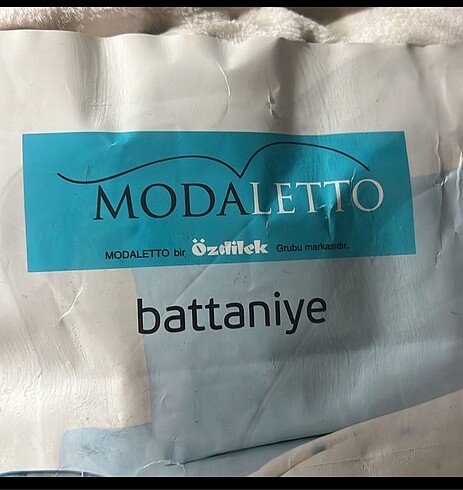 MODALETTO
MODALETTO bir Özdilek Grubu markasıdır.
battaniye